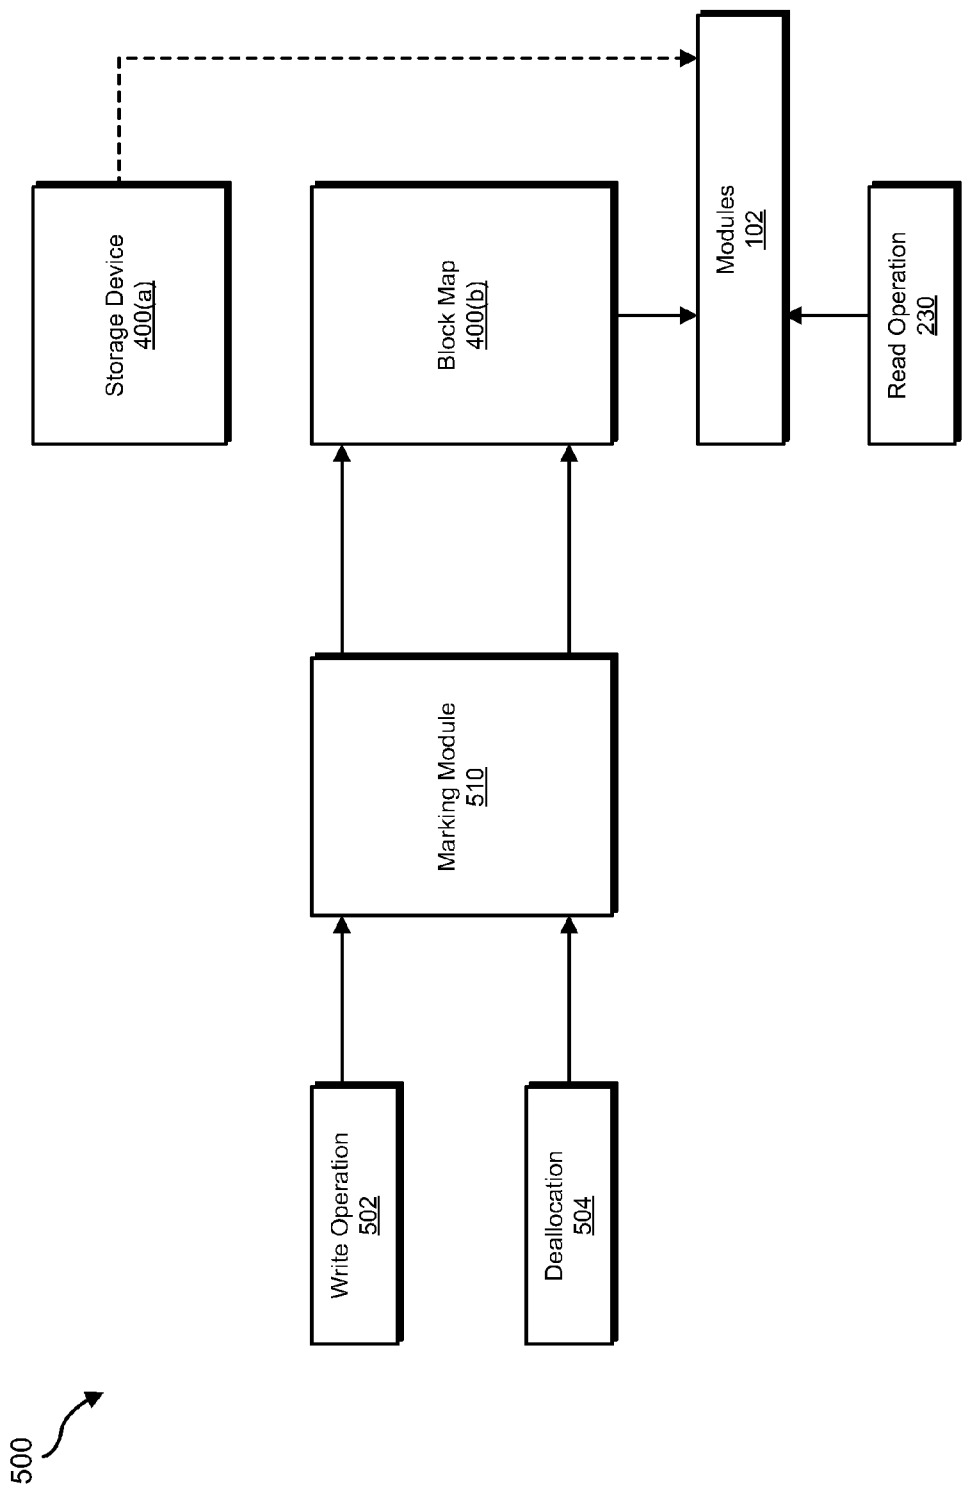 500
Write Operation
502
Deallocation
504
Marking Module
510
Storage Device
400(a)
Block Map
400(b)
Modules
102
Read Operation
230